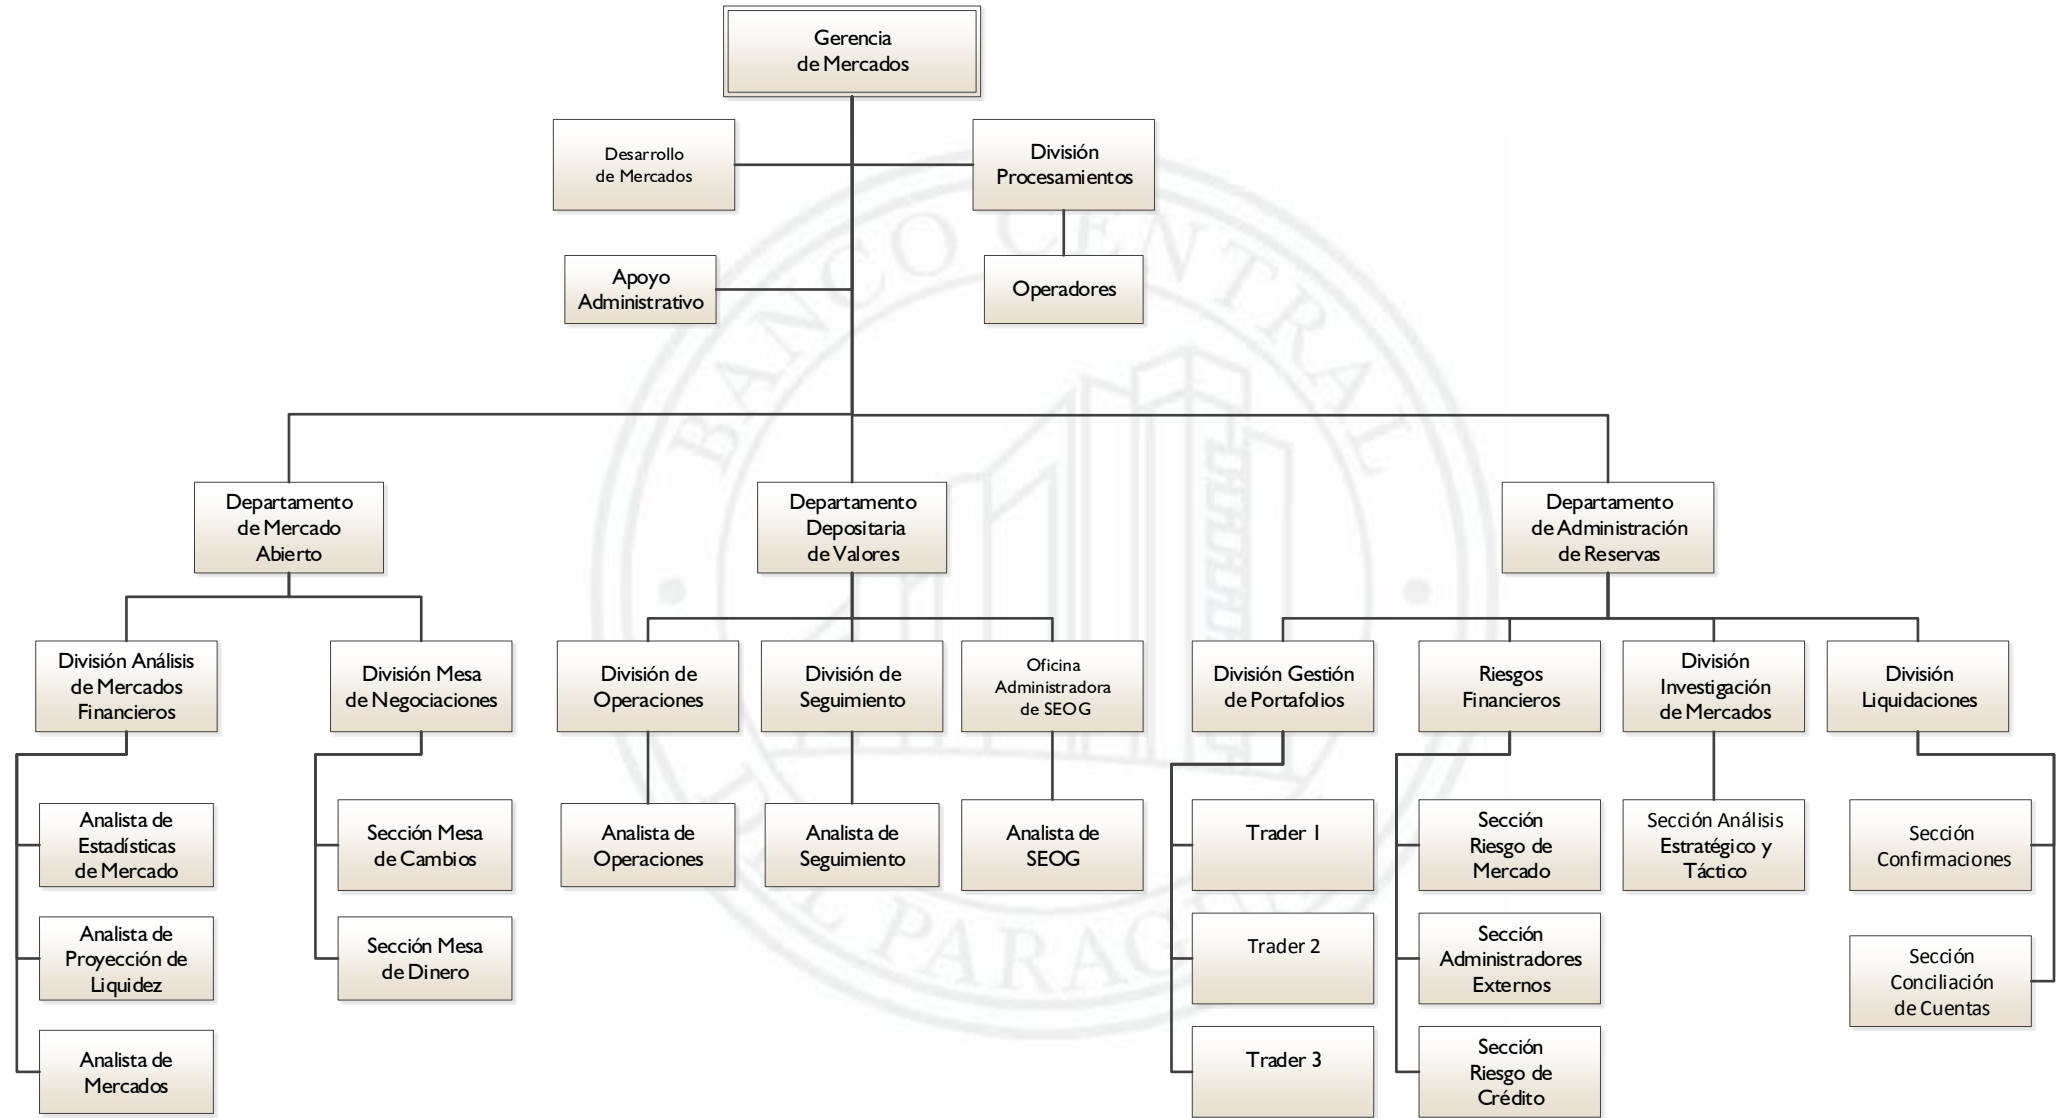 Gerencia
de Mercados
Desarrollo
de Mercados
División
Procesamientos
Apoyo
Administrativo
Operadores
Departamento
de Mercado
Abierto
Departamento
Depositaria
de Valores
Departamento
de Administración
de Reservas
División Análisis
de Mercados
Financieros
División Mesa
de Negociaciones
División de
Operaciones
División de
Seguimiento
Oficina
Administradora
de SEOG
División Gestión
de Portafolios
Riesgos
Financieros
División
Investigación
de Mercados
División
Liquidaciones
Analista de
Estadísticas
de Mercado
Sección Mesa
de Cambios
Analista de
Operaciones
Analista de
Seguimiento
Analista de
SEOG
Trader 1
Sección
Riesgo de
Mercado
Sección Análisis
Estratégico y
Táctico
Sección
Confirmaciones
Analista de
Proyección de
Liquidez
Sección Mesa
de Dinero
Trader 2
Sección
Administradores
Externos
Sección
Conciliación
de Cuentas
Analista de
Mercados
Trader 3
Sección
Riesgo de
Crédito
BANCO CENTRAL
DEL PARAGUAY